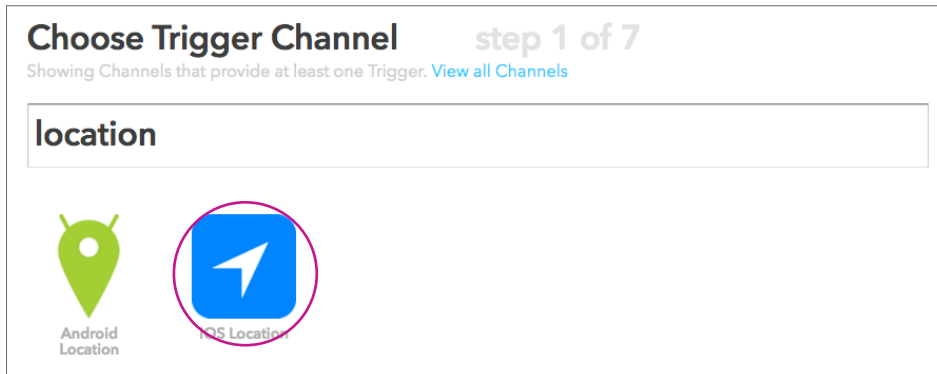 Choose Trigger Channel step 1 of 7
Showing Channels that provide at least one Trigger. View all Channels
location
Android
Location
iOS Location